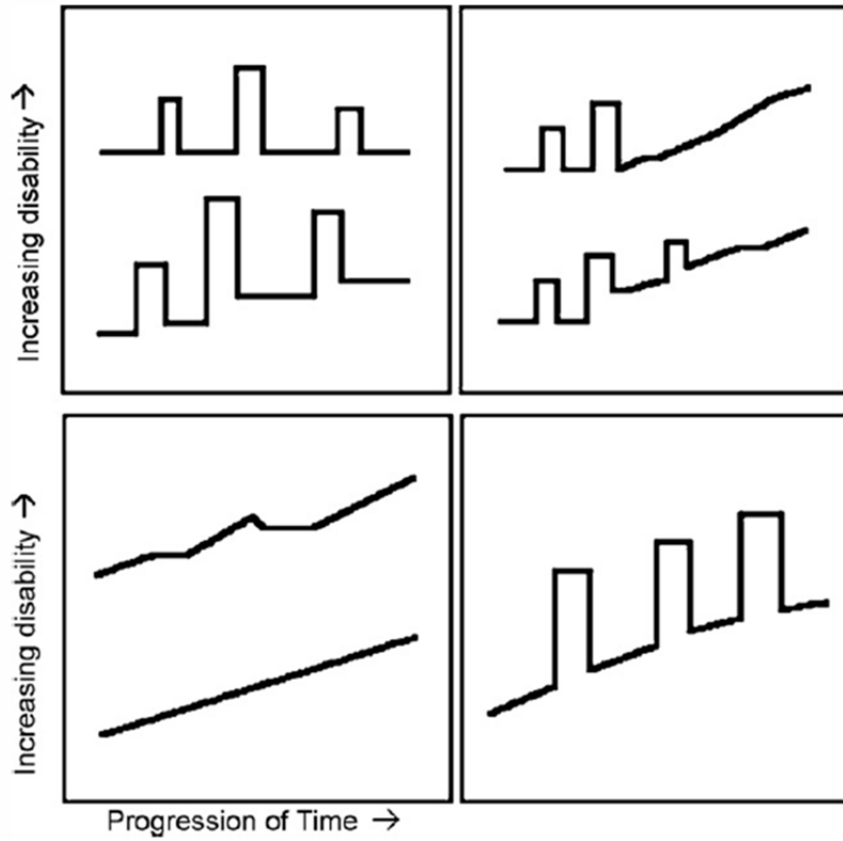 Increasing disability →
Increasing disability →
Progression of Time →